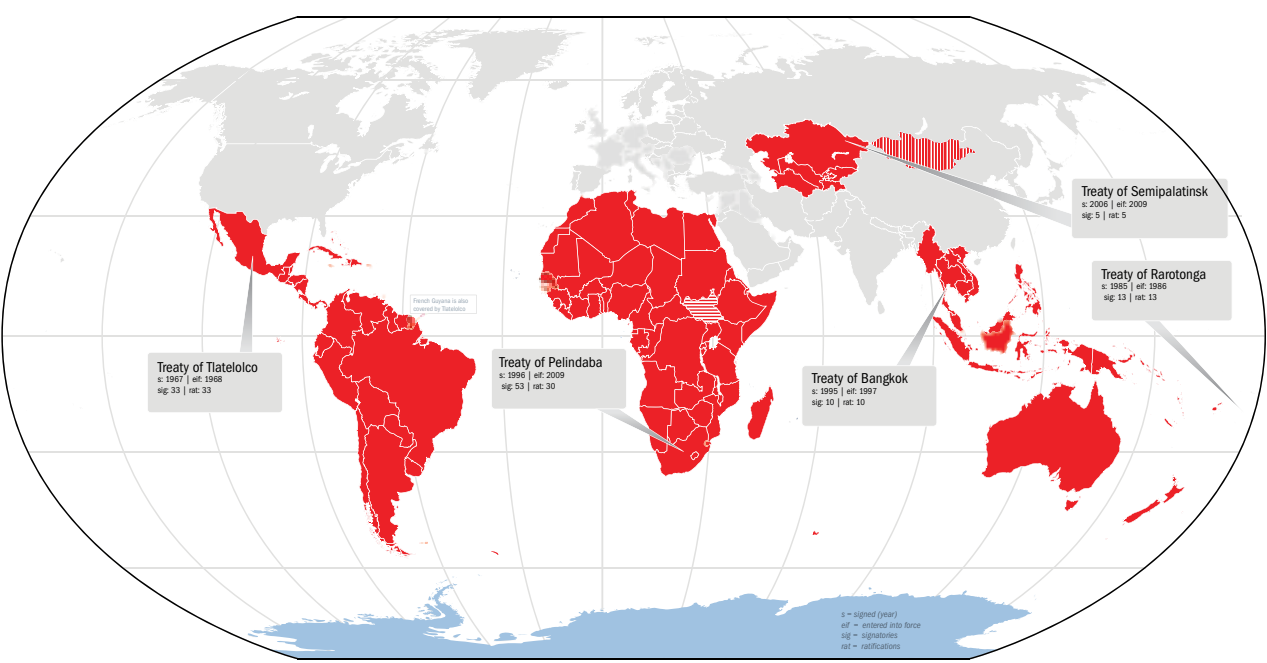 Treaty of Semipalatinsk
s: 2006 | eif: 2009
sig: 5 | rat: 5
Treaty of Rarotonga
s: 1985 | eif: 1986
sig: 13 | rat: 13
French Guyana is also
covered by Tlatelolco
Treaty of Tlatelolco
s: 1967 | eif: 1968
sig: 33 | rat: 33
Treaty of Pelindaba
s: 1996 | eif: 2009
sig: 53 | rat: 30
Treaty of Bangkok
s: 1995 | eif: 1997
sig: 10 | rat: 10
s = signed (year)
eif = entered into force
sig = signatories
rat = ratifications